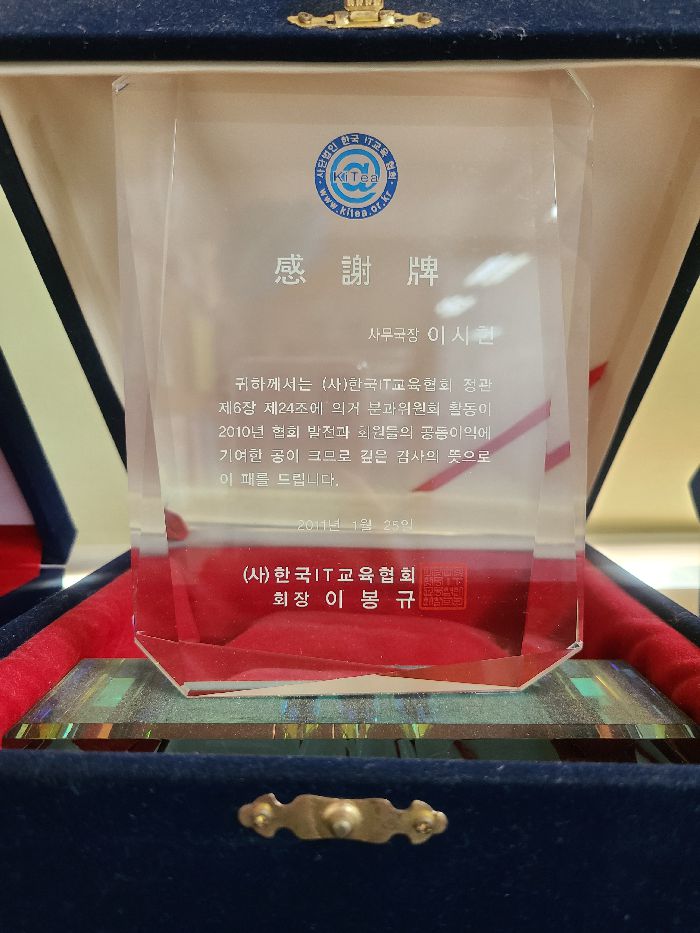 사단법인 한국 IT교육 협회
KiTea
www.kitea.or.kr
感 謝 牌
사무국장 이시현
귀하께서는 (사)한국IT교육협회 정관
제6장 제24조에 의거 분과위원회 활동이
2010년 협회 발전과 회원들의 공동이익에
기여한 공이 크므로 깊은 감사의 뜻으로
이 패를 드립니다.
2011년 1월 25일
(사)한국IT교육협회
회장 이봉규